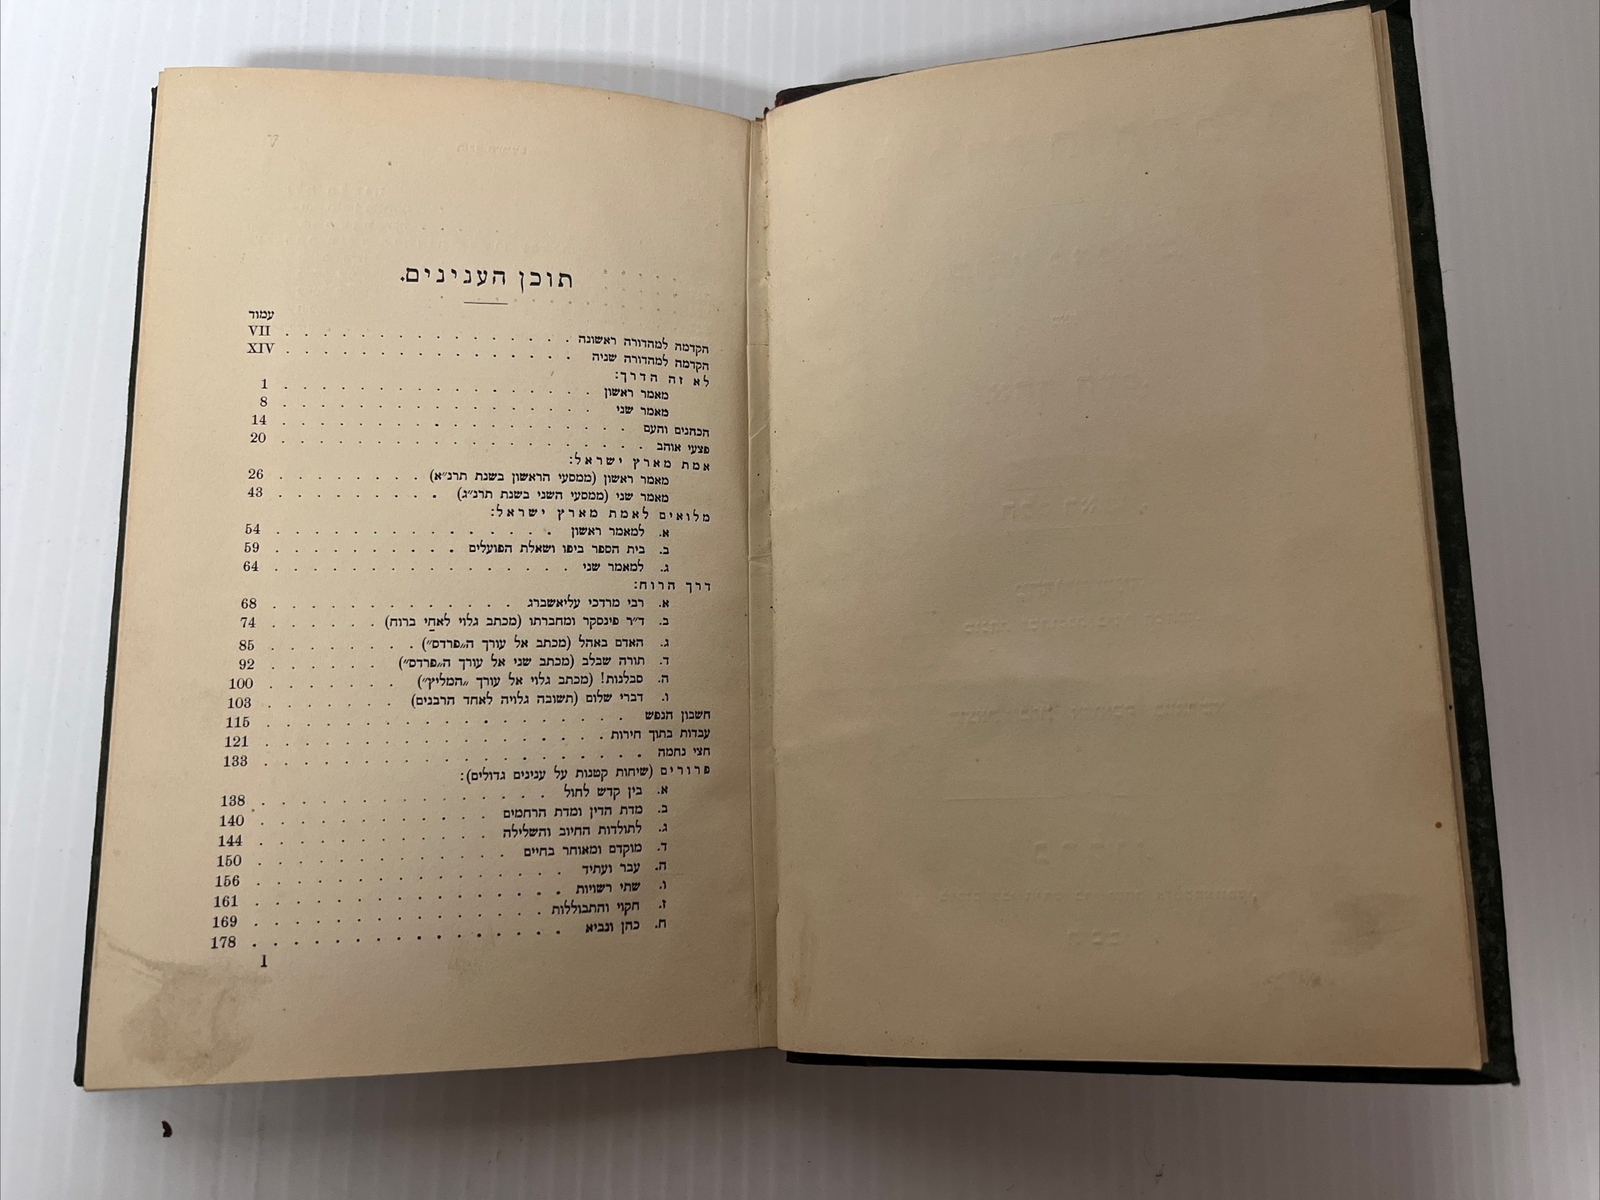 תוכן הענינים.
עמוד
הקדמה למהדורה ראשונה . . . . . . . . . . . . . . . VII
הקדמה למהדורה שניה . . . . . . . . . . . . . . . XIV
לא זה הדרך:
מאמר ראשון . . . . . . . . . . . . . . . 1
מאמר שני . . . . . . . . . . . . . . . 8
הכהנים והעם . . . . . . . . . . . . . . . 14
פצעי אוהב . . . . . . . . . . . . . . . 20
אמת מארץ ישראל:
מאמר ראשון (ממסעי הראשון בשנת תרנ״א) . . . . . . . . 26
מאמר שני (ממסעי השני בשנת תרנ״ג) . . . . . . . . 43
מלואים לאמת מארץ ישראל:
א. למאמר ראשון . . . . . . . . . . . . . . . 54
ב. בית הספר ביפו ושאלת הפועלים . . . . . . . . . . 59
ג. למאמר שני . . . . . . . . . . . . . . . 64
דרך הרוח:
א. רבי מרדכי עליאשברג . . . . . . . . . . . . . 68
ב. ד״ר פינסקר ומחברתו (מכתב גלוי לאחַי ברוח) . . . . . . 74
ג. האדם באהל (מכתב אל עורך ה„פרדס״) . . . . . . . . 85
ד. תורה שבלב (מכתב שני אל עורך ה„פרדס״) . . . . . . 92
ה. סבלנות! (מכתב גלוי אל עורך „המליץ״) . . . . . . . 100
ו. דברי שלום (תשובה גלויה לאחד הרבנים) . . . . . . . 103
חשבון הנפש . . . . . . . . . . . . . . . 115
עבדות בתוך חירות . . . . . . . . . . . . . . . 121
חצי נחמה . . . . . . . . . . . . . . . 133
פרורים (שיחות קטנות על ענינים גדולים):
א. בין קדש לחול . . . . . . . . . . . . . . . 138
ב. מדת הדין ומדת הרחמים . . . . . . . . . . . . 140
ג. לתולדות החיוב והשלילה . . . . . . . . . . . . 144
ד. מוקדם ומאוחר בחיים . . . . . . . . . . . . . 150
ה. עבר ועתיד . . . . . . . . . . . . . . . 156
ו. שתי רשויות . . . . . . . . . . . . . . . 161
ז. חקוי והתבוללות . . . . . . . . . . . . . . . 169
ח. כהן ונביא . . . . . . . . . . . . . . . 178
I